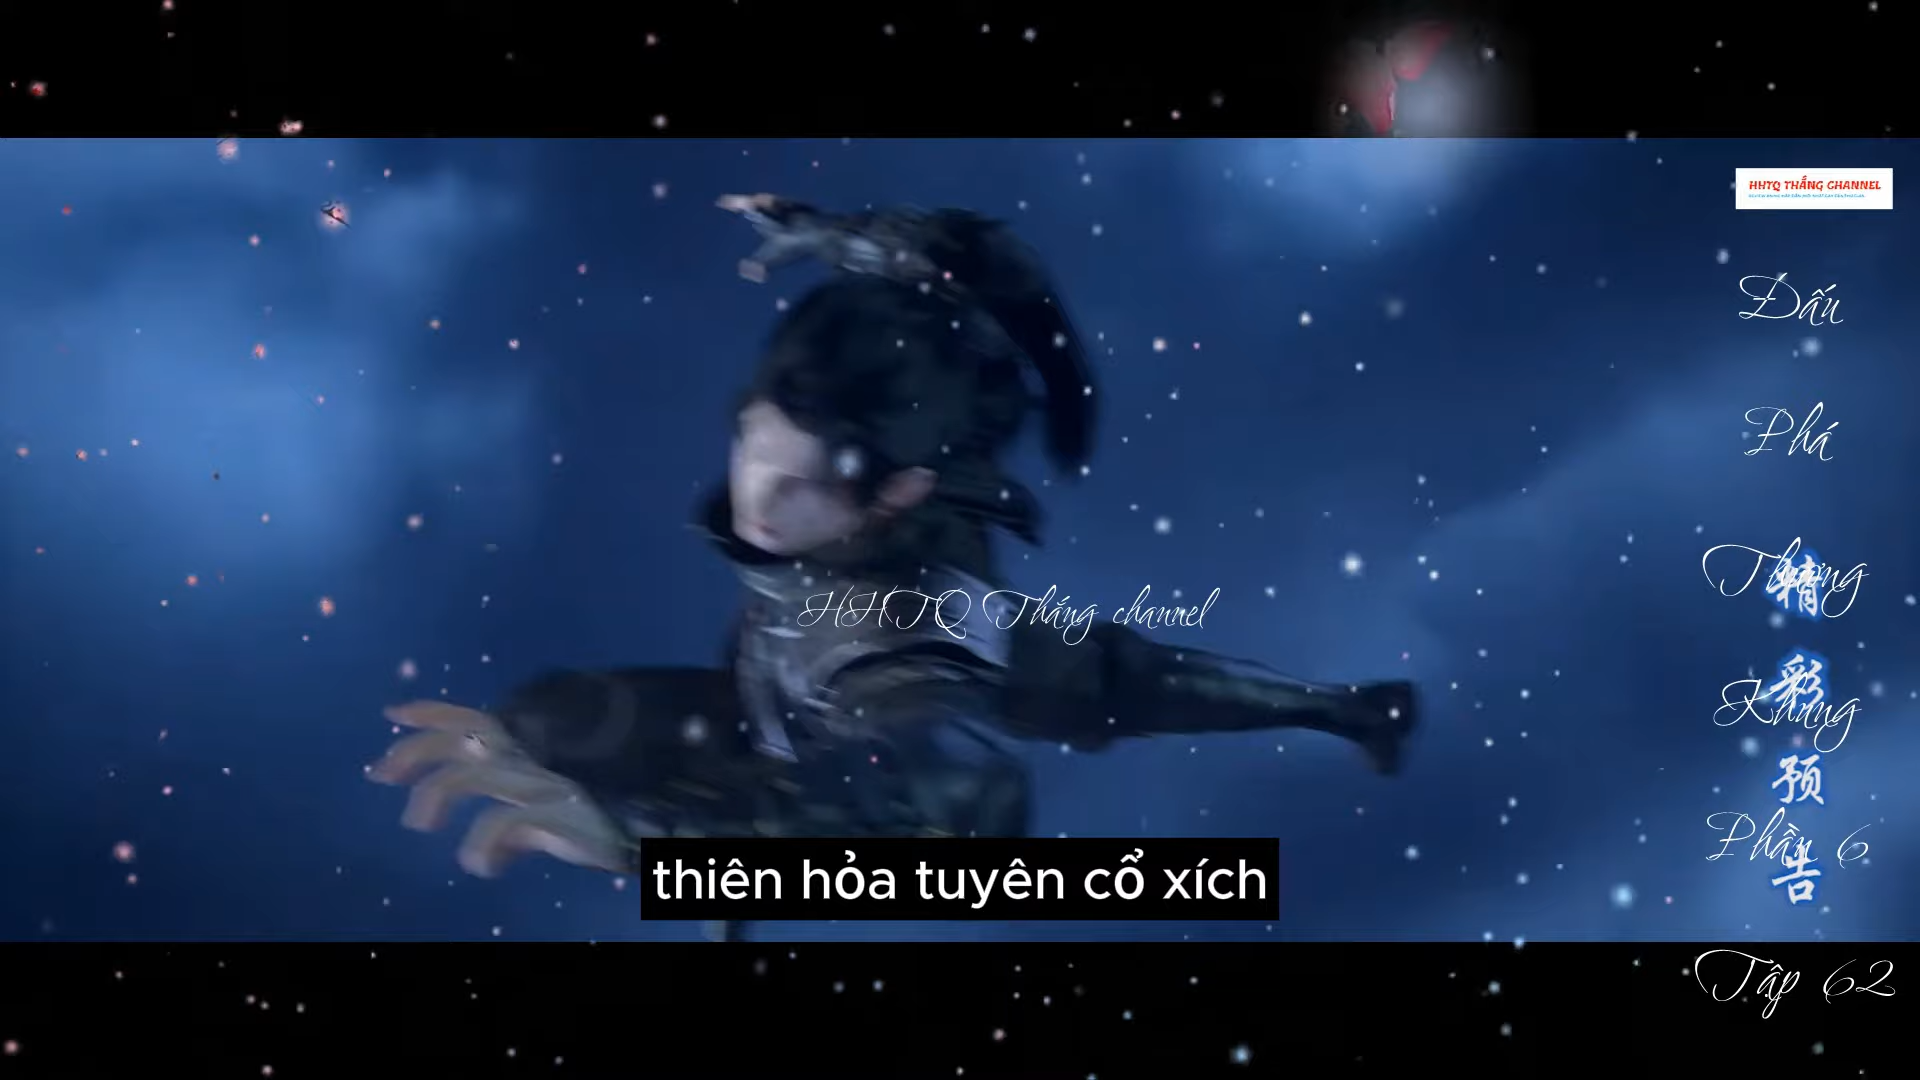 HHTQ THẮNG CHANNEL
Đấu
Phá
Thương
精
彩
Khung
预
Phần 6
告
HHTQ Thắng channel
thiên hỏa tuyên cổ xích
Tập 62